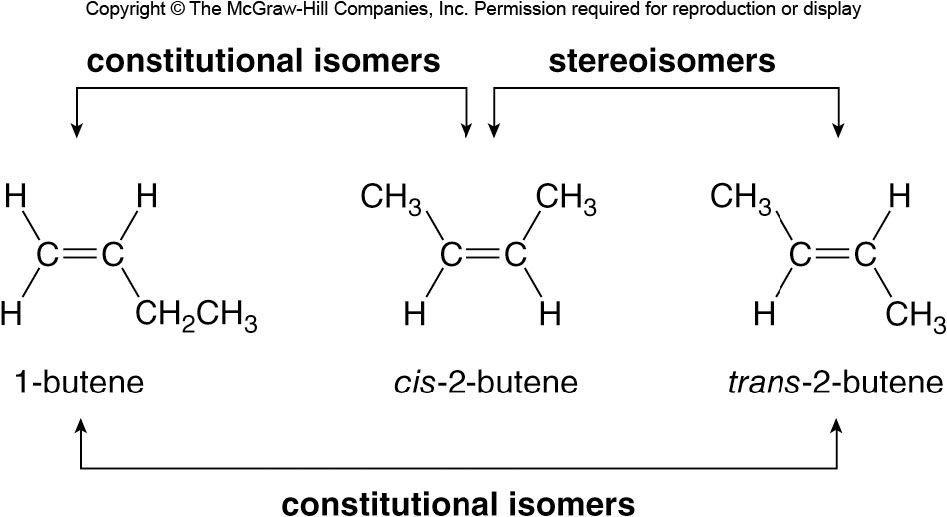 Copyright © The McGraw-Hill Companies, Inc. Permission required for reproduction or display
constitutional isomers stereoisomers
H H CH₃ CH₃ CH₃ H
C=C C=C C=C
H CH₂CH₃ H H H CH₃
1-butene cis-2-butene trans-2-butene
constitutional isomers